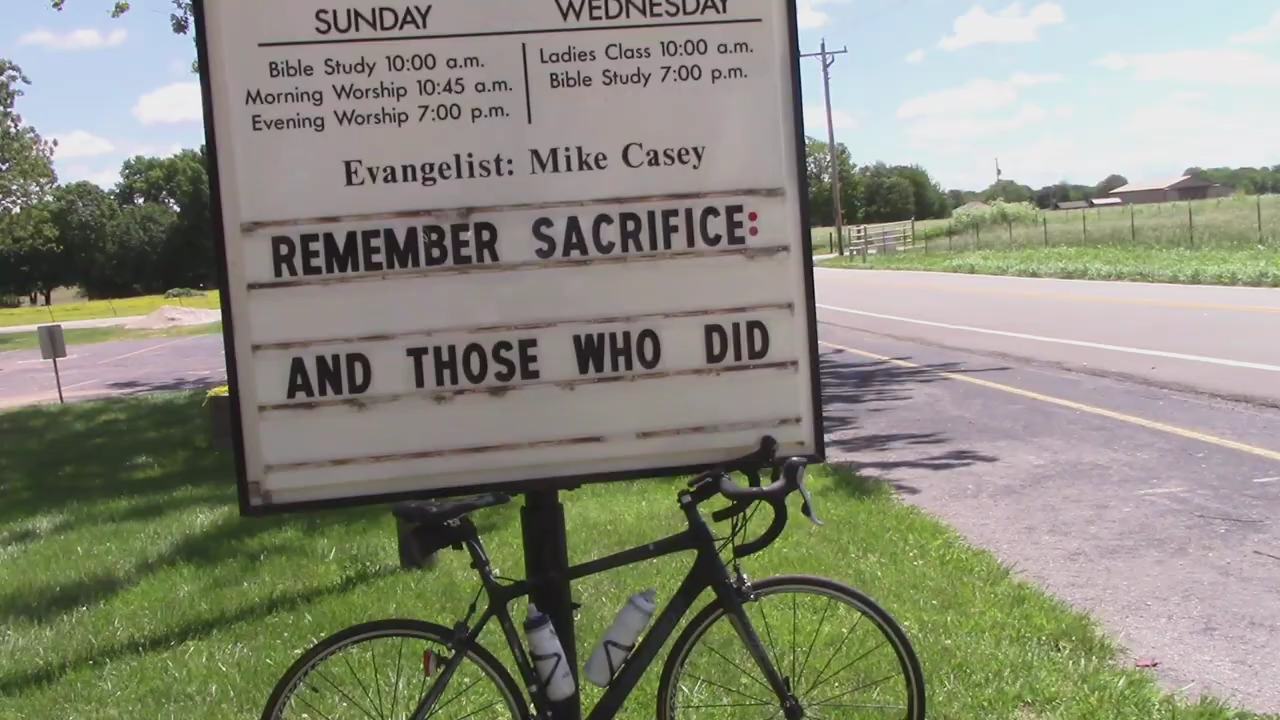 SUNDAY WEDNESDAY
Bible Study 10:00 a.m. Ladies Class 10:00 a.m.
Morning Worship 10:45 a.m. Bible Study 7:00 p.m.
Evening Worship 7:00 p.m.
Evangelist: Mike Casey
REMEMBER SACRIFICE:
AND THOSE WHO DID